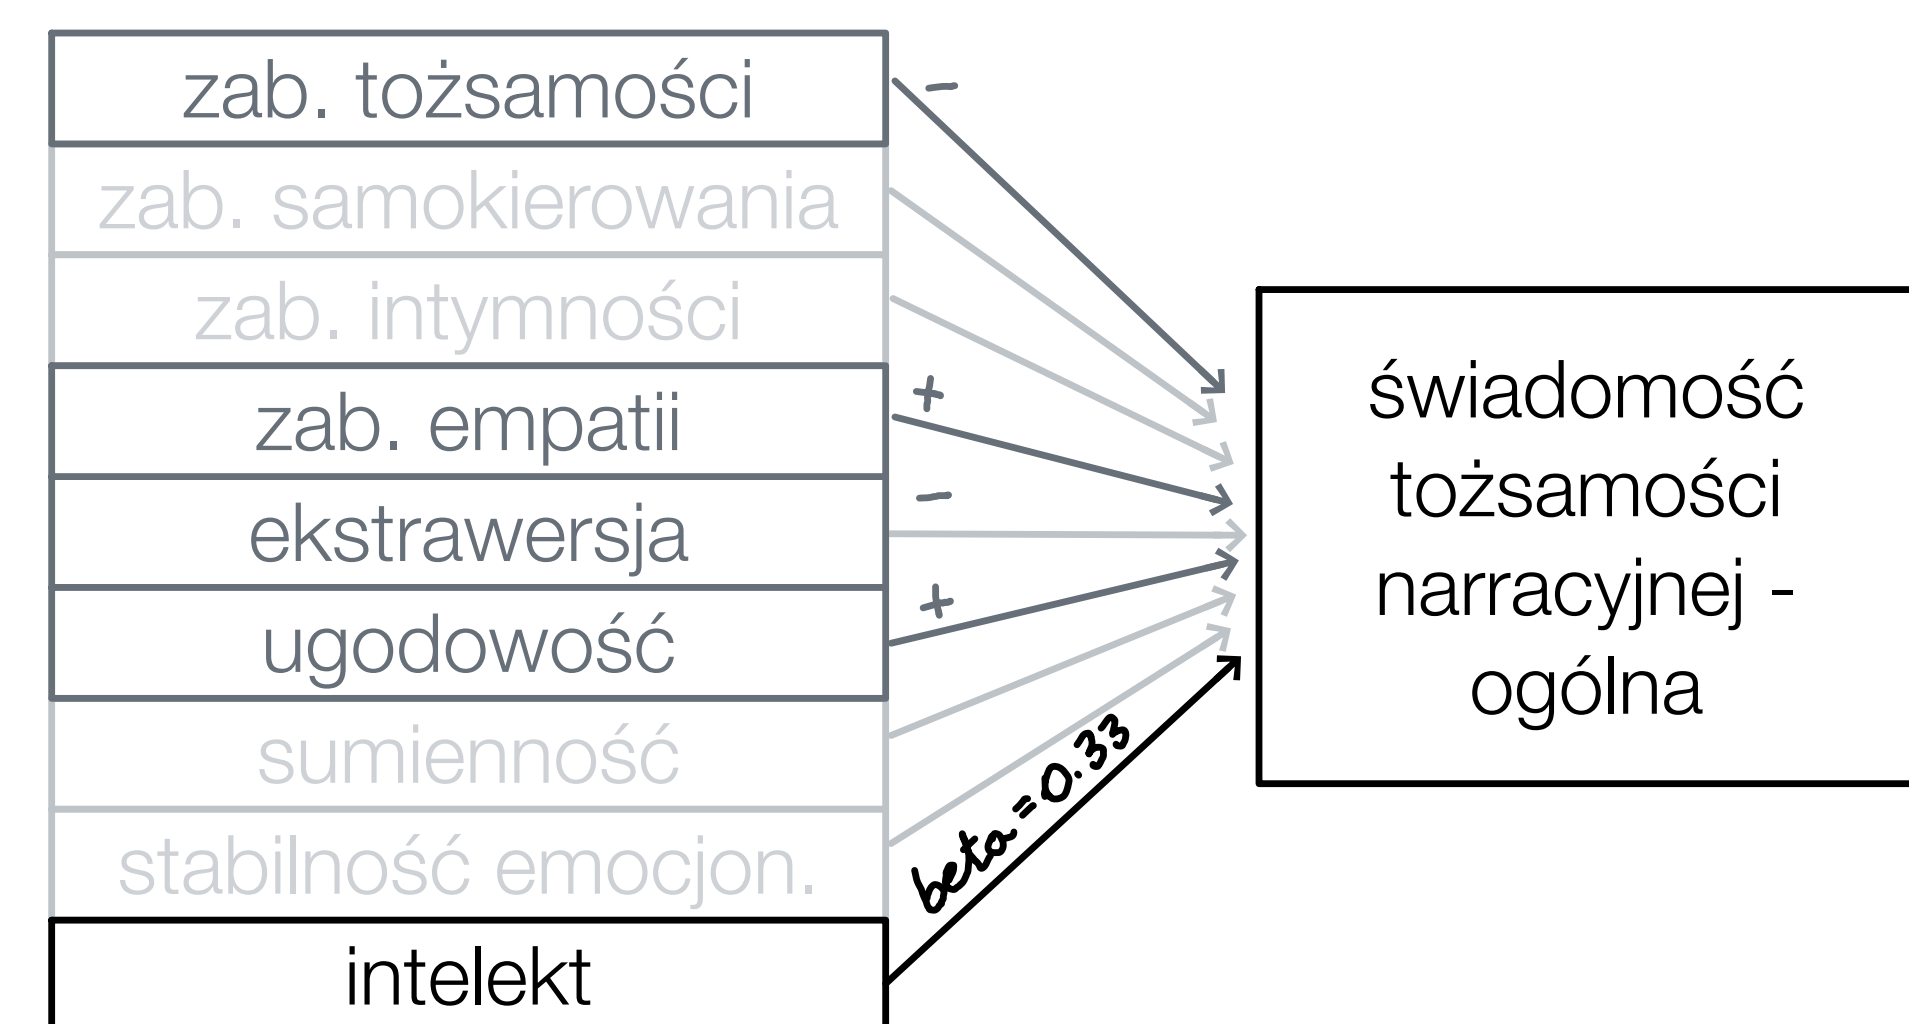 zab. tożsamości
zab. samokierowania
zab. intymności
zab. empatii
ekstrawersja
ugodowość
sumienność
stabilność emocjon.
intelekt
-
+
-
+
beta=0.33
świadomość
tożsamości
narracyjnej -
ogólna